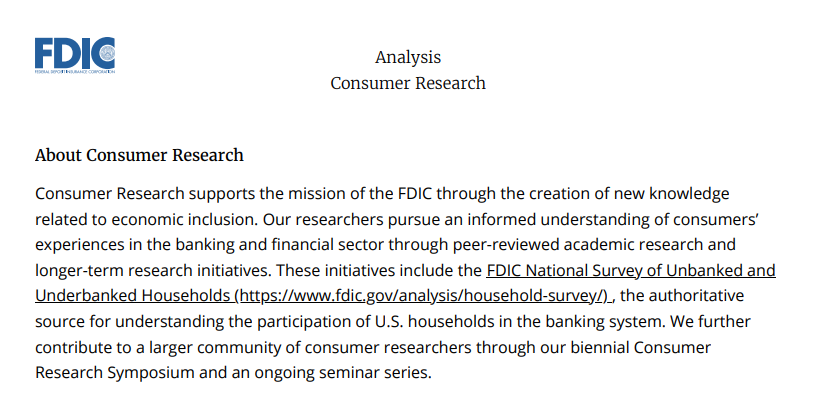 FDIC
FEDERAL DEPOSIT INSURANCE CORPORATION
Analysis
Consumer Research
About Consumer Research
Consumer Research supports the mission of the FDIC through the creation of new knowledge
related to economic inclusion. Our researchers pursue an informed understanding of consumers’
experiences in the banking and financial sector through peer-reviewed academic research and
longer-term research initiatives. These initiatives include the FDIC National Survey of Unbanked and
Underbanked Households (https://www.fdic.gov/analysis/household-survey/) , the authoritative
source for understanding the participation of U.S. households in the banking system. We further
contribute to a larger community of consumer researchers through our biennial Consumer
Research Symposium and an ongoing seminar series.